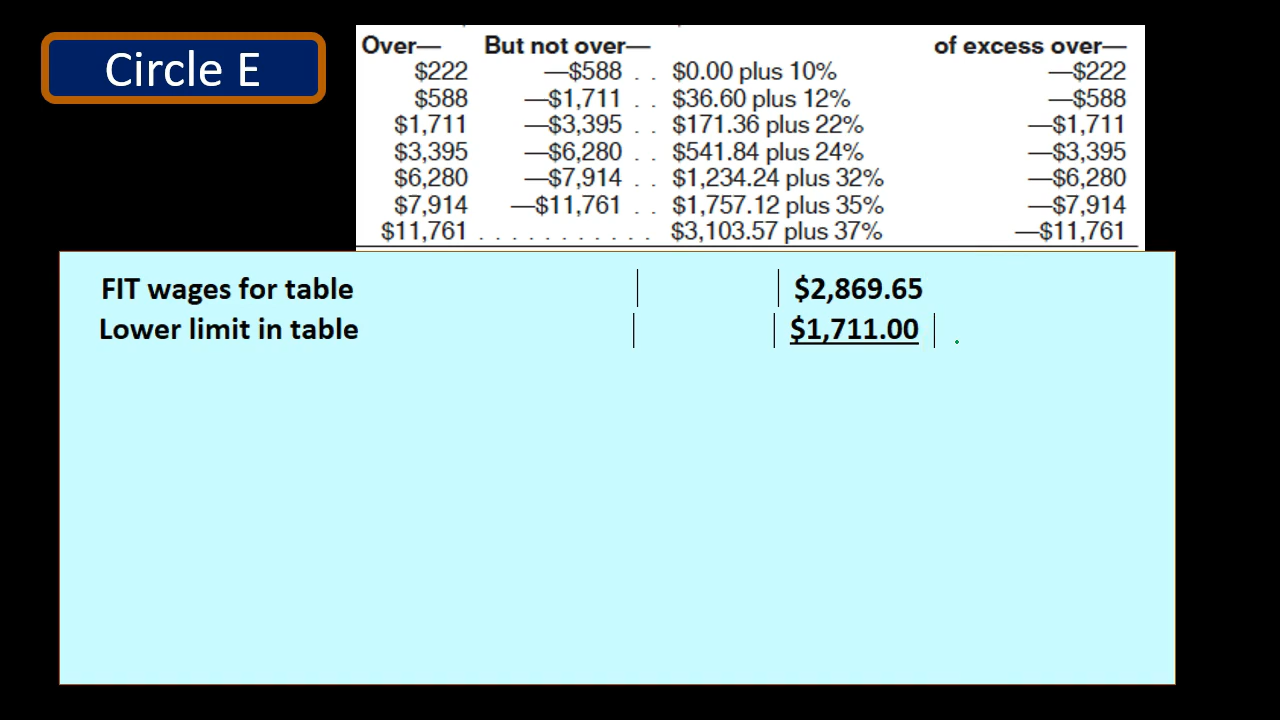 Circle E
Over— But not over— of excess over—
$222 —$588 . . $0.00 plus 10% —$222
$588 —$1,711 . . $36.60 plus 12% —$588
$1,711 —$3,395 . . $171.36 plus 22% —$1,711
$3,395 —$6,280 . . $541.84 plus 24% —$3,395
$6,280 —$7,914 . . $1,234.24 plus 32% —$6,280
$7,914 —$11,761 . . $1,757.12 plus 35% —$7,914
$11,761 . . . . . . . . . . . $3,103.57 plus 37% —$11,761
FIT wages for table $2,869.65
Lower limit in table $1,711.00